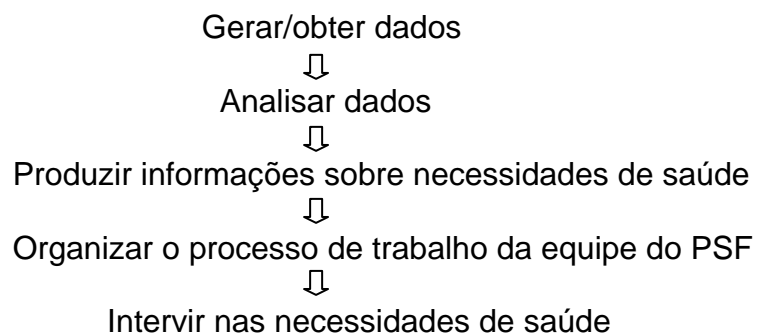 Gerar/obter dados
Analisar dados
Produzir informações sobre necessidades de saúde
Organizar o processo de trabalho da equipe do PSF
Intervir nas necessidades de saúde